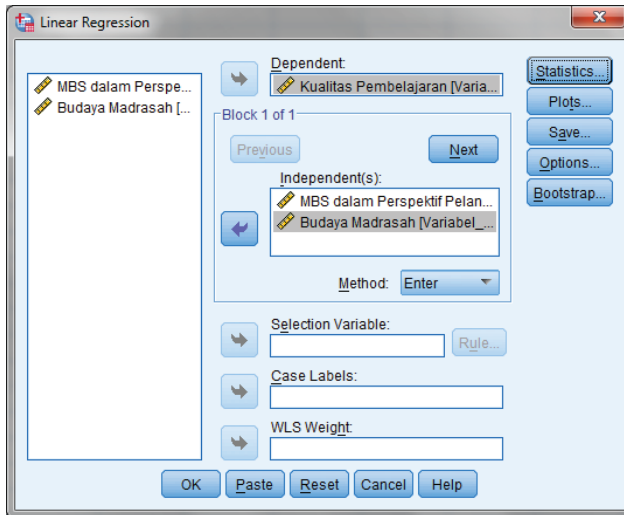 Linear Regression
MBS dalam Perspe...
Budaya Madrasah [...
Dependent:
Kualitas Pembelajaran [Varia...
Block 1 of 1
Previous
Next
Independent(s):
MBS dalam Perspektif Pelan...
Budaya Madrasah [Variabel_...
Method:
Enter
Selection Variable:
Rule...
Case Labels:
WLS Weight:
Statistics...
Plots...
Save...
Options...
Bootstrap...
OK
Paste
Reset
Cancel
Help